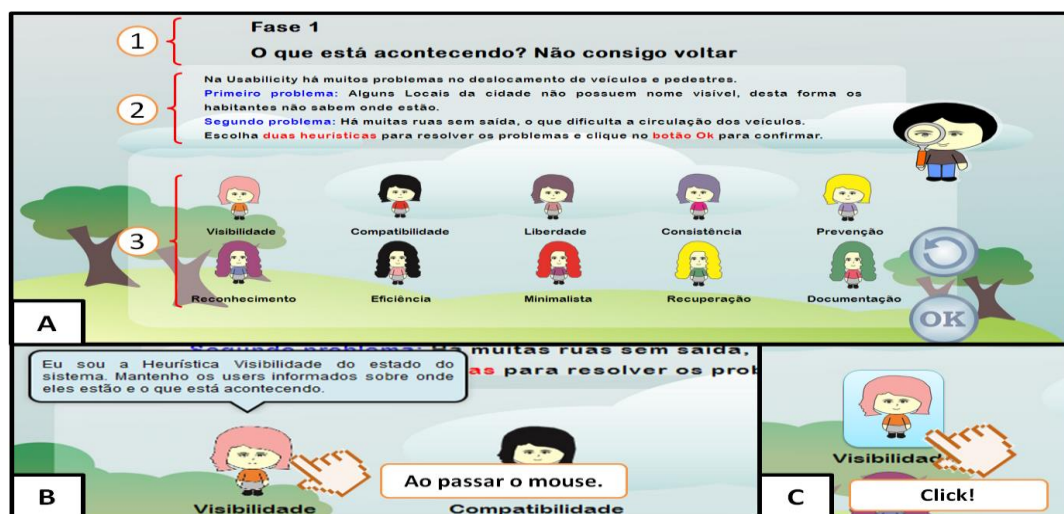 Fase 1
1
O que está acontecendo? Não consigo voltar
Na Usabilicity há muitos problemas no deslocamento de veículos e pedestres.
Primeiro problema: Alguns Locais da cidade não possuem nome visível, desta forma os
2
habitantes não sabem onde estão.
Segundo problema: Há muitas ruas sem saída, o que dificulta a circulação dos veículos.
Escolha duas heurísticas para resolver os problemas e clique no botão Ok para confirmar.
3
Visibilidade Compatibilidade Liberdade Consistência Prevenção
Reconhecimento Eficiência Minimalista Recuperação Documentação
OK
A
Segundo problema: Há muitas ruas sem saída,
as para resolver os prob
Eu sou a Heurística Visibilidade do estado do
sistema. Mantenho os users informados sobre onde
eles estão e o que está acontecendo.
Ao passar o mouse.
B
Visibilidade Compatibilidade
Visibilidad
Click!
C